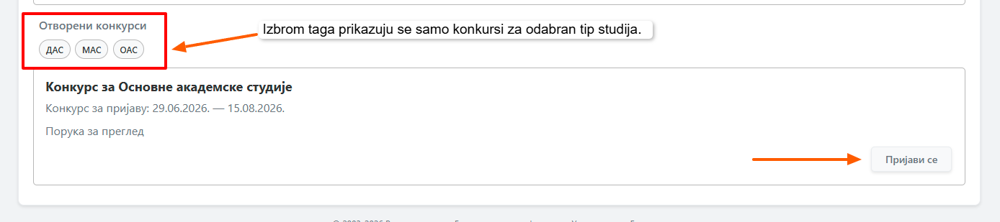 Отворени конкурси
Izbrom taga prikazuju se samo konkursi za odabran tip studija.
ДАС МАС ОАС
Конкурс за Основне академске студије
Конкурс за пријаву: 29.06.2026. — 15.08.2026.
Порука за преглед
Пријави се